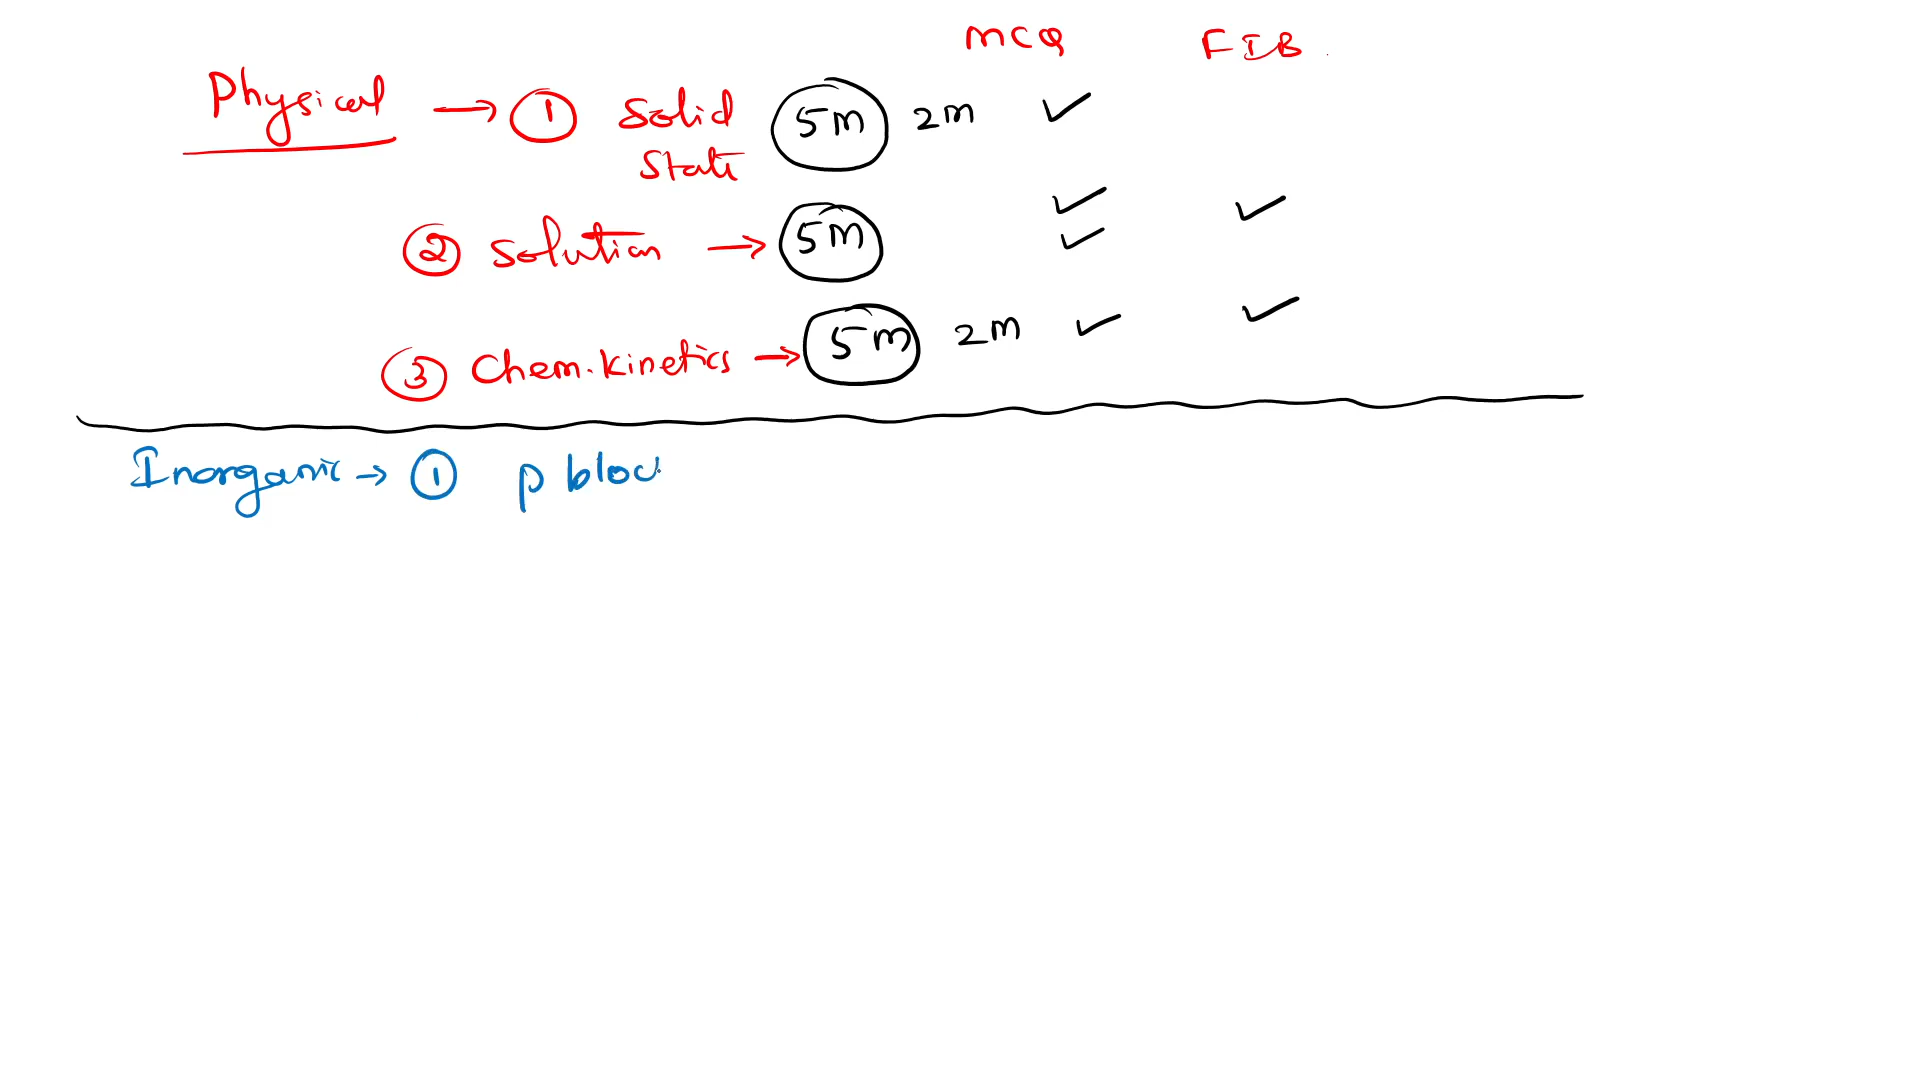 MCQ FIB
Physical → ① Solid State 5m 2m ✓
② Solution → 5m ✓ ✓ ✓
③ Chem. Kinetics → 5m 2m ✓ ✓
Inorganic → ① p bloc